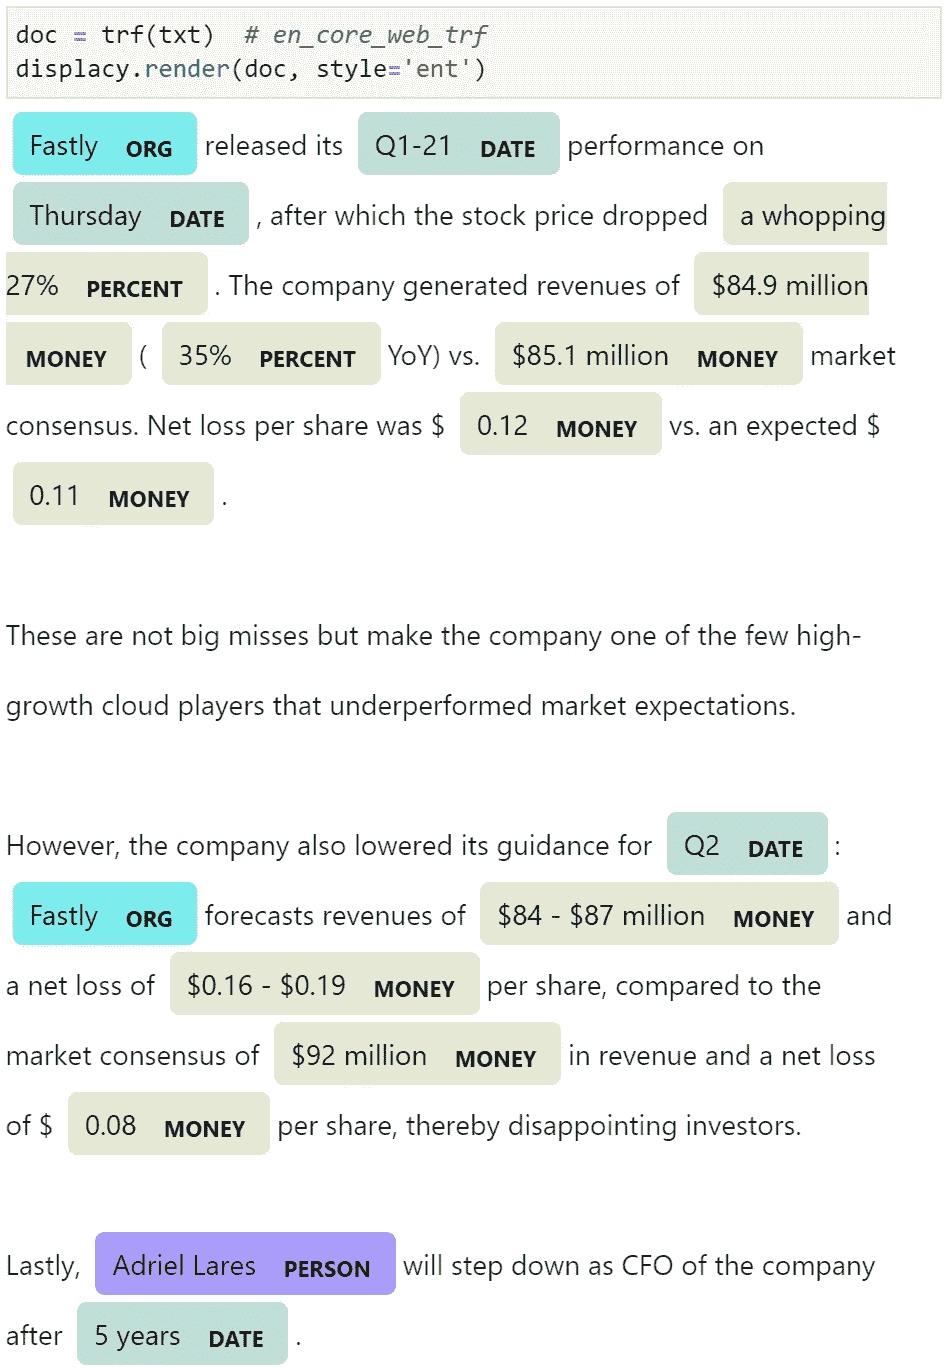 doc = trf(txt)  # en_core_web_trf
displacy.render(doc, style='ent')
Fastly ORG released its Q1-21 DATE performance on
Thursday DATE , after which the stock price dropped a whopping
27% PERCENT . The company generated revenues of $84.9 million
MONEY ( 35% PERCENT YoY) vs. $85.1 million MONEY market
consensus. Net loss per share was $ 0.12 MONEY vs. an expected $
0.11 MONEY .
These are not big misses but make the company one of the few high-
growth cloud players that underperformed market expectations.
However, the company also lowered its guidance for Q2 DATE :
Fastly ORG forecasts revenues of $84 - $87 million MONEY and
a net loss of $0.16 - $0.19 MONEY per share, compared to the
market consensus of $92 million MONEY in revenue and a net loss
of $ 0.08 MONEY per share, thereby disappointing investors.
Lastly, Adriel Lares PERSON will step down as CFO of the company
after 5 years DATE .